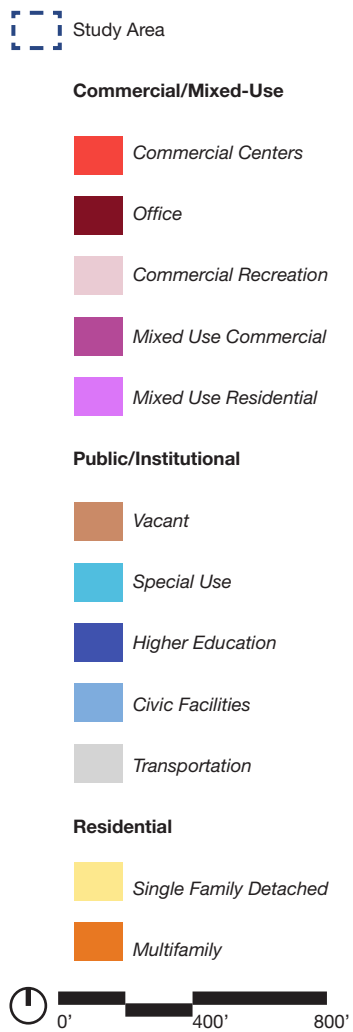 Study Area
Commercial/Mixed-Use
Commercial Centers
Office
Commercial Recreation
Mixed Use Commercial
Mixed Use Residential
Public/Institutional
Vacant
Special Use
Higher Education
Civic Facilities
Transportation
Residential
Single Family Detached
Multifamily
0’ 400’ 800’